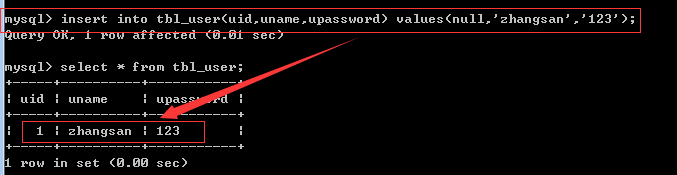 mysql> insert into tbl_user(uid,uname,upassword) values(null,'zhangsan','123');
Query OK, 1 row affected (0.01 sec)
mysql> select * from tbl_user;
+-----+----------+-----------+
| uid | uname    | upassword |
+-----+----------+-----------+
|   1 | zhangsan | 123       |
+-----+----------+-----------+
1 row in set (0.00 sec)